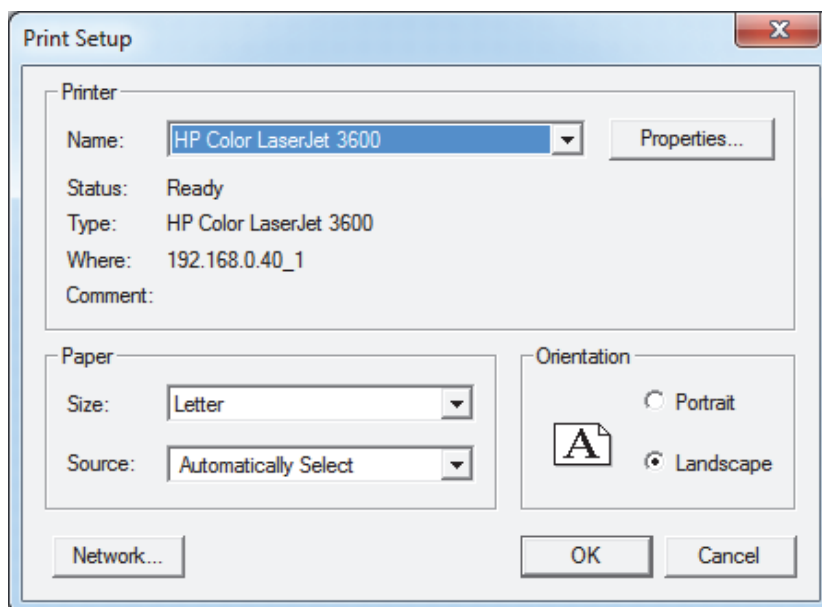 Print Setup
Printer
Name: HP Color LaserJet 3600 Properties...
Status: Ready
Type: HP Color LaserJet 3600
Where: 192.168.0.40_1
Comment:
Paper
Size: Letter
Source: Automatically Select
Orientation
A
Portrait
Landscape
Network... OK Cancel